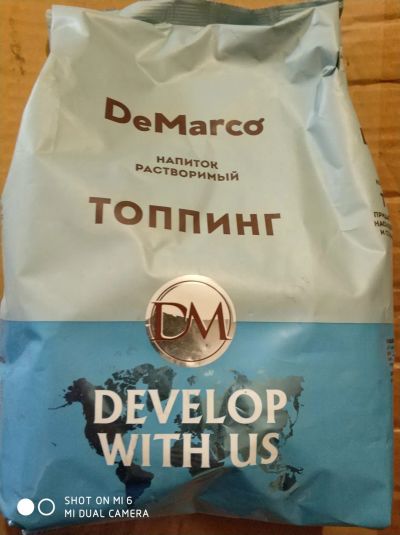 DeMarco
НАПИТОК
РАСТВОРИМЫЙ
ТОППИНГ
DM
DEVELOP
WITH US
SHOT ON MI 6
MI DUAL CAMERA